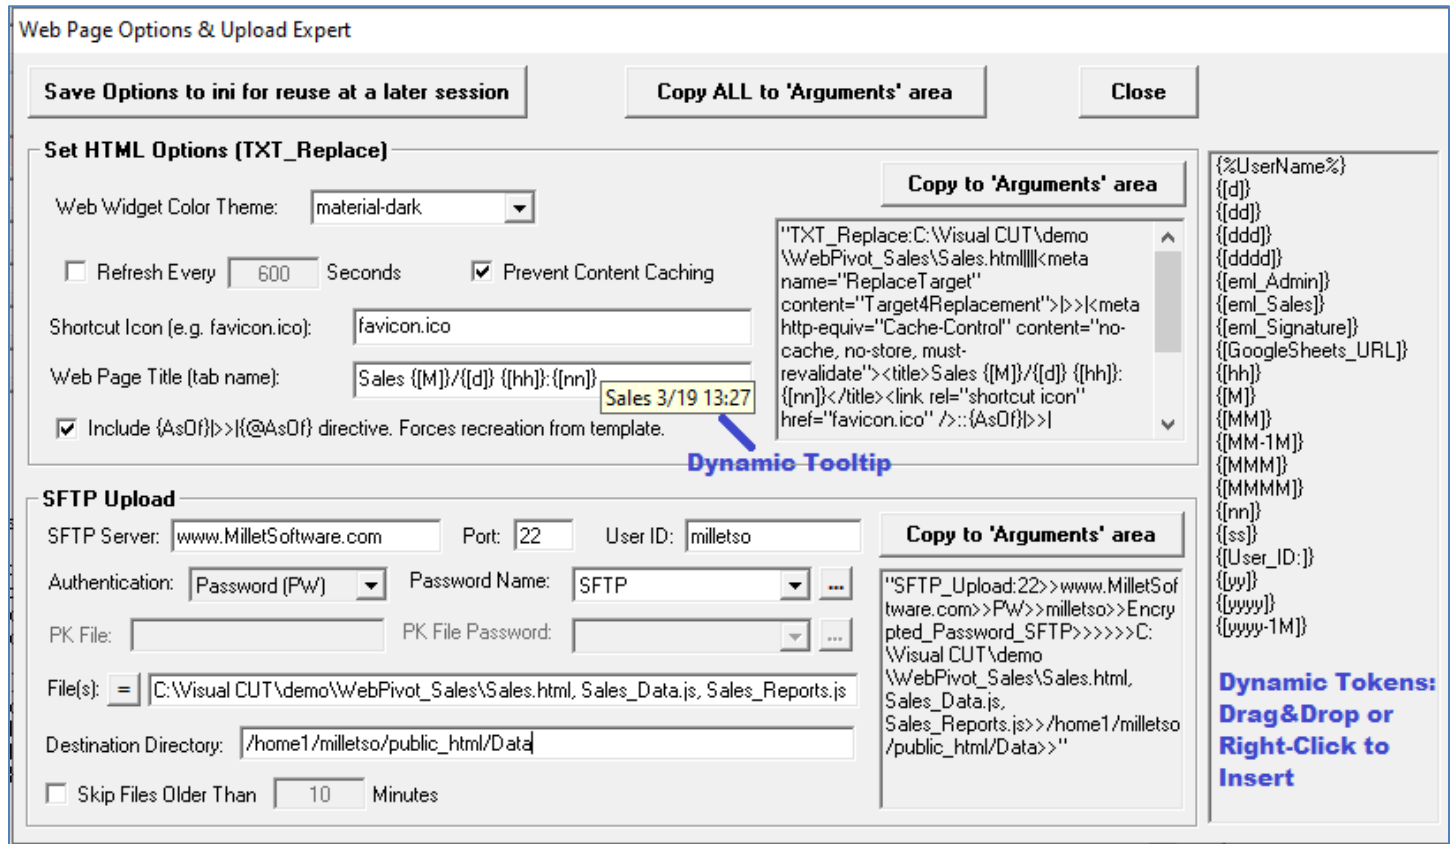 Web Page Options & Upload Expert
Save Options to ini for reuse at a later session
Copy ALL to 'Arguments' area
Close
Set HTML Options (TXT_Replace)
Copy to 'Arguments' area
Web Widget Color Theme:
material-dark
Refresh Every
600
Seconds
Prevent Content Caching
Shortcut Icon (e.g. favicon.ico):
favicon.ico
Web Page Title (tab name):
Sales {[M]}/{[d]} {[hh]}:{[nn]}
Sales 3/19 13:27
Include {AsOf}|>>|{@AsOf} directive. Forces recreation from template.
Dynamic Tooltip
"TXT_Replace:C:\Visual CUT\demo
\WebPivot_Sales\Sales.html||||<meta
name="ReplaceTarget"
content="Target4Replacement">|>>|<meta
http-equiv="Cache-Control" content="no-
cache, no-store, must-
revalidate"><title>Sales {[M]}/{[d]} {[hh]}:
{[nn]}</title><link rel="shortcut icon"
href="favicon.ico" />::{AsOf}|>>|
SFTP Upload
SFTP Server:
www.MilletSoftware.com
Port:
22
User ID:
milletso
Copy to 'Arguments' area
Authentication:
Password (PW)
Password Name:
SFTP
...
PK File:
PK File Password:
...
File(s):
=
C:\Visual CUT\demo\WebPivot_Sales\Sales.html, Sales_Data.js, Sales_Reports.js
Destination Directory:
/home1/milletso/public_html/Data
Skip Files Older Than
10
Minutes
"SFTP_Upload:22>>www.MilletSof
tware.com>>PW>>milletso>>Encry
pted_Password_SFTP>>>>>>C:
\Visual CUT\demo
\WebPivot_Sales\Sales.html,
Sales_Data.js,
Sales_Reports.js>>/home1/milletso
/public_html/Data>>"
{%UserName%}
{[d]}
{[dd]}
{[ddd]}
{[dddd]}
{[eml_Admin]}
{[eml_Sales]}
{[eml_Signature]}
{[GoogleSheets_URL]}
{[hh]}
{[M]}
{[MM]}
{[MM-1M]}
{[MMM]}
{[MMMM]}
{[nn]}
{[ss]}
{[User_ID:]}
{[yy]}
{[yyyy]}
{[yyyy-1M]}
Dynamic Tokens:
Drag&Drop or
Right-Click to
Insert